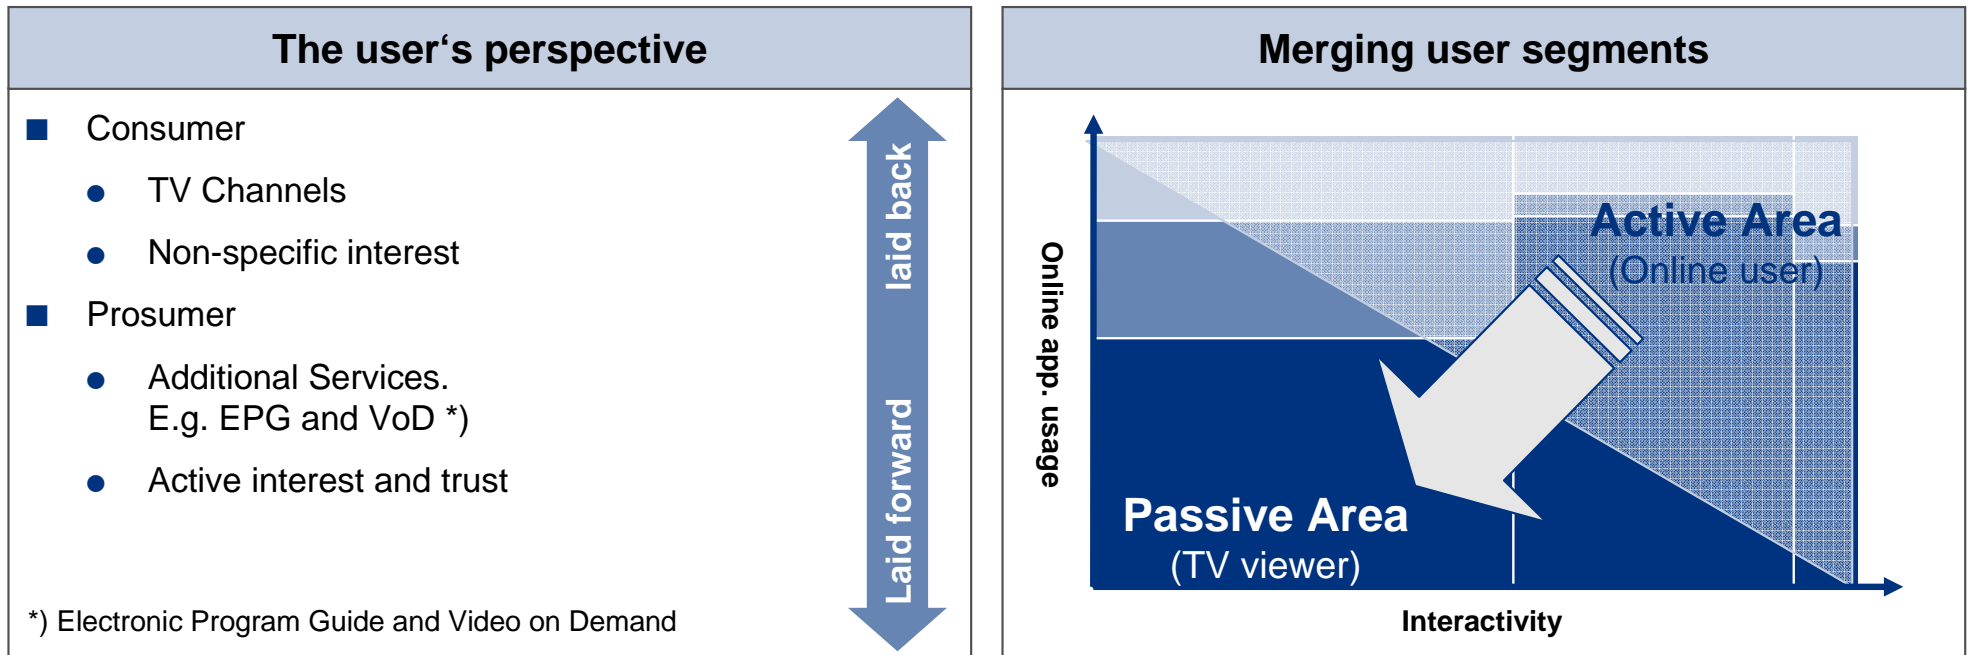 The user‘s perspective
Consumer
TV Channels
Non-specific interest
Prosumer
Additional Services.
E.g. EPG and VoD *)
Active interest and trust
*) Electronic Program Guide and Video on Demand
laid back
Laid forward
Merging user segments
Online app. usage
Active Area
(Online user)
Passive Area
(TV viewer)
Interactivity